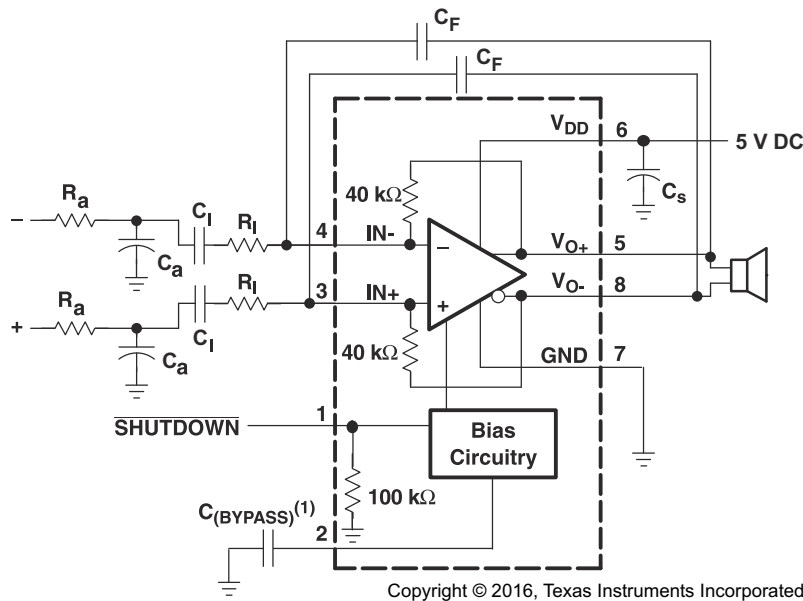 C_F
C_F
V_DD 6
5 V DC
C_s
R_a
40 kΩ
−
C_I
R_I
4 IN-
−
V_O+ 5
C_a
R_a
C_I
R_I
3 IN+
+
V_O- 8
+
C_a
40 kΩ
GND 7
SHUTDOWN
1
Bias
Circuitry
100 kΩ
C_(BYPASS)^(1)
2
Copyright © 2016, Texas Instruments Incorporated